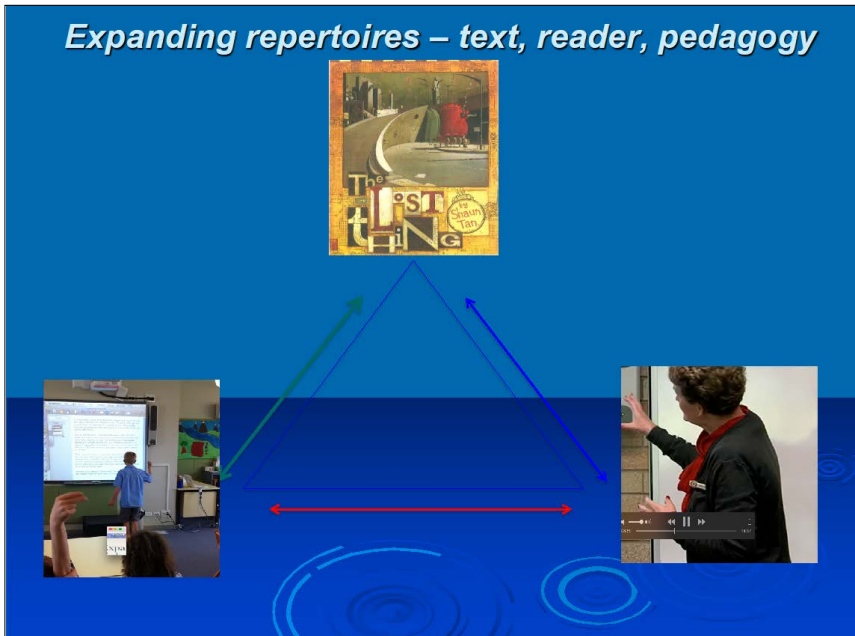 Expanding repertoires – text, reader, pedagogy
The
LOST
tHiNG
by
Shaun
Tan